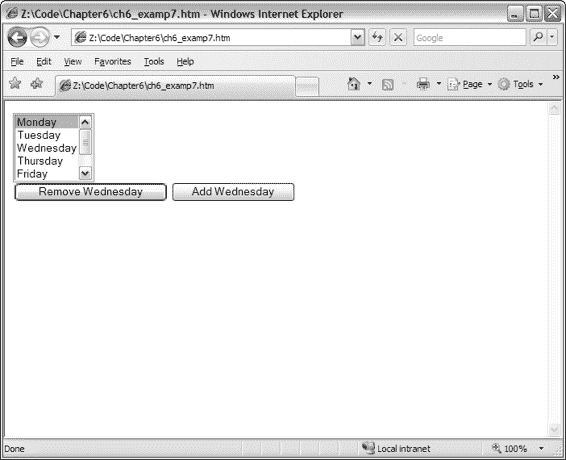 Z:\Code\Chapter6\ch6_examp7.htm - Windows Internet Explorer
Z:\Code\Chapter6\ch6_examp7.htm
Google
File Edit View Favorites Tools Help
Z:\Code\Chapter6\ch6_examp7.htm
Page Tools
Monday
Tuesday
Wednesday
Thursday
Friday
Remove Wednesday Add Wednesday
Done Local intranet 100%